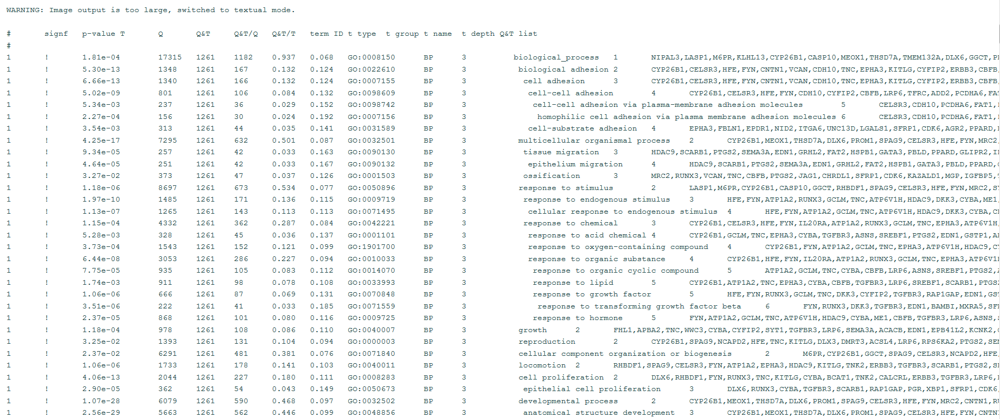 WARNING: Image output is too large, switched to textual mode.
# signf p-value T Q Q&T Q&T/Q Q&T/T term ID t type t group t name t depth Q&T list
#
1 ! 1.81e-04 17315 1261 1182 0.937 0.068 GO:0008150 BP 3 biological_process 1 NIPAL3,LASP1,M6PR,KLHL13,CYP26B1,CASP10,MEOX1,THSD7A,TMEM132A,DLX6,GGCT,
1 ! 5.30e-13 1348 1261 167 0.132 0.124 GO:0022610 BP 3 biological adhesion 2 CYP26B1,CELSR3,HFE,FYN,CNTN1,VCAN,CDH10,TNC,EPHA3,KITLG,CYFIP2,ERBB3,CBFB,
1 ! 6.66e-13 1340 1261 166 0.132 0.124 GO:0007155 BP 3 cell adhesion 3 CYP26B1,CELSR3,HFE,FYN,CNTN1,VCAN,CDH10,TNC,EPHA3,KITLG,CYFIP2,ERBB3,CBFB,
1 ! 5.02e-09 801 1261 106 0.084 0.132 GO:0098609 BP 3 cell-cell adhesion 4 CYP26B1,CELSR3,HFE,FYN,CDH10,CYFIP2,CBFB,LRP6,TFRC,ADD2,PCDHA6,
1 ! 5.34e-03 237 1261 36 0.029 0.152 GO:0098742 BP 3 cell-cell adhesion via plasma-membrane adhesion molecules 5 CELSR3,CDH10,PCDHA6,FAT1,
1 ! 2.27e-04 156 1261 30 0.024 0.192 GO:0007156 BP 3 homophilic cell adhesion via plasma membrane adhesion molecules 6 CELSR3,CDH10,PCDHA6,FAT1,
1 ! 3.54e-03 313 1261 44 0.035 0.141 GO:0031589 BP 3 cell-substrate adhesion 4 EPHA3,FBLN1,EPDR1,NID2,ITGA6,UNC13D,LGALS1,SFRP1,CDK6,AGR2,PPARD,
1 ! 4.25e-17 7295 1261 632 0.501 0.087 GO:0032501 BP 3 multicellular organismal process 2 CYP26B1,MEOX1,THSD7A,DLX6,PROM1,SPAG9,CELSR3,HFE,FYN,MRC2,
1 ! 9.34e-05 257 1261 42 0.033 0.163 GO:0090130 BP 3 tissue migration 3 HDAC9,SCARB1,PTGS2,SEMA3A,EDN1,GRHL2,FAT2,HSPB1,GATA3,PBLD,PPARD,GLIPR2,
1 ! 4.64e-05 251 1261 42 0.033 0.167 GO:0090132 BP 3 epithelium migration 4 HDAC9,SCARB1,PTGS2,SEMA3A,EDN1,GRHL2,FAT2,HSPB1,GATA3,PBLD,PPARD,
1 ! 3.27e-02 373 1261 47 0.037 0.126 GO:0001503 BP 3 ossification 3 MRC2,RUNX3,VCAN,TNC,CBFB,PTGS2,JAG1,CHRDL1,SFRP1,CDK6,KAZALD1,MGP,IGFBP5,
1 ! 1.18e-06 8697 1261 673 0.534 0.077 GO:0050896 BP 3 response to stimulus 2 LASP1,M6PR,CYP26B1,CASP10,GGCT,RHBDF1,SPAG9,CELSR3,HFE,FYN,MRC2,
1 ! 1.97e-10 1485 1261 171 0.136 0.115 GO:0009719 BP 3 response to endogenous stimulus 3 HFE,FYN,ATP1A2,RUNX3,GCLM,TNC,ATP6V1H,HDAC9,DKK3,CYBA,ME1,
1 ! 1.13e-07 1265 1261 143 0.113 0.113 GO:0071495 BP 3 cellular response to endogenous stimulus 4 HFE,FYN,ATP1A2,GCLM,TNC,ATP6V1H,HDAC9,DKK3,CYBA,
1 ! 1.15e-04 4332 1261 362 0.287 0.084 GO:0042221 BP 3 response to chemical 3 CYP26B1,CELSR3,HFE,FYN,IL20RA,ATP1A2,RUNX3,GCLM,TNC,EPHA3,ATP6V1H,
1 ! 5.28e-03 328 1261 45 0.036 0.137 GO:0001101 BP 3 response to acid chemical 4 CYP26B1,GCLM,TNC,EPHA3,CYBA,TGFBR3,ASNS,SREBF1,PTGS2,EDN1,GSTP1,
1 ! 3.73e-04 1543 1261 152 0.121 0.099 GO:1901700 BP 3 response to oxygen-containing compound 4 CYP26B1,FYN,ATP1A2,GCLM,TNC,EPHA3,ATP6V1H,HDAC9,
1 ! 6.44e-08 3053 1261 286 0.227 0.094 GO:0010033 BP 3 response to organic substance 4 CYP26B1,HFE,FYN,IL20RA,ATP1A2,RUNX3,GCLM,TNC,EPHA3,
1 ! 7.75e-05 935 1261 105 0.083 0.112 GO:0014070 BP 3 response to organic cyclic compound 5 ATP1A2,GCLM,TNC,CYBA,CBFB,LRP6,ASNS,SREBF1,PTGS2,
1 ! 1.74e-03 911 1261 98 0.078 0.108 GO:0033993 BP 3 response to lipid 5 CYP26B1,ATP1A2,TNC,EPHA3,CYBA,CBFB,TGFBR3,LRP6,SREBF1,SCARB1,
1 ! 1.06e-06 666 1261 87 0.069 0.131 GO:0070848 BP 3 response to growth factor 5 HFE,FYN,RUNX3,GCLM,TNC,DKK3,CYFIP2,TGFBR3,RAP1GAP,EDN1,
1 ! 3.51e-06 222 1261 41 0.033 0.185 GO:0071559 BP 3 response to transforming growth factor beta 6 FYN,RUNX3,DKK3,TGFBR3,EDN1,BAMBI,MXRA5,
1 ! 2.37e-05 868 1261 101 0.080 0.116 GO:0009725 BP 3 response to hormone 5 FYN,ATP1A2,GCLM,TNC,ATP6V1H,HDAC9,CYBA,ME1,CBFB,TGFBR3,LRP6,ASNS,
1 ! 1.18e-04 978 1261 108 0.086 0.110 GO:0040007 BP 3 growth 2 FHL1,APBA2,TNC,WWC3,CYBA,CYFIP2,SYT1,TGFBR3,LRP6,SEMA3A,ACACB,EDN1,EPB41L2,KCNK2,
1 ! 3.25e-02 1393 1261 131 0.104 0.094 GO:0000003 BP 3 reproduction 2 CYP26B1,SPAG9,NCAPD2,HFE,TNC,KITLG,DLX3,DMRT3,ACSL4,LRP6,RPS6KA2,PTGS2,
1 ! 2.37e-02 6291 1261 481 0.381 0.076 GO:0071840 BP 3 cellular component organization or biogenesis 2 M6PR,CYP26B1,GGCT,SPAG9,CELSR3,NCAPD2,HFE
1 ! 1.06e-06 1733 1261 178 0.141 0.103 GO:0040011 BP 3 locomotion 2 RHBDF1,SPAG9,CELSR3,FYN,ATP1A2,EPHA3,HDAC9,KITLG,TNK2,ERBB3,TGFBR3,SCARB1,PTGS2,
1 ! 4.06e-13 2044 1261 227 0.180 0.111 GO:0008283 BP 3 cell proliferation 2 DLX6,RHBDF1,FYN,RUNX3,TNC,KITLG,CYBA,BCAT1,TNK2,CALCRL,ERBB3,TGFBR3,LRP6,
1 ! 2.90e-05 362 1261 54 0.043 0.149 GO:0050673 BP 3 epithelial cell proliferation 3 DLX6,RUNX3,CYBA,TGFBR3,SCARB1,RAP1GAP,PGR,XBP1,SFRP1,CDK6,
1 ! 1.07e-28 6079 1261 590 0.468 0.097 GO:0032502 BP 3 developmental process 2 CYP26B1,MEOX1,THSD7A,DLX6,PROM1,SPAG9,CELSR3,HFE,FYN,MRC2,CNTN1,
1 ! 2.56e-29 5663 1261 562 0.446 0.099 GO:0048856 BP 3 anatomical structure development 3 CYP26B1,MEOX1,THSD7A,DLX6,PROM1,SPAG9,CELSR3,HFE,FYN,